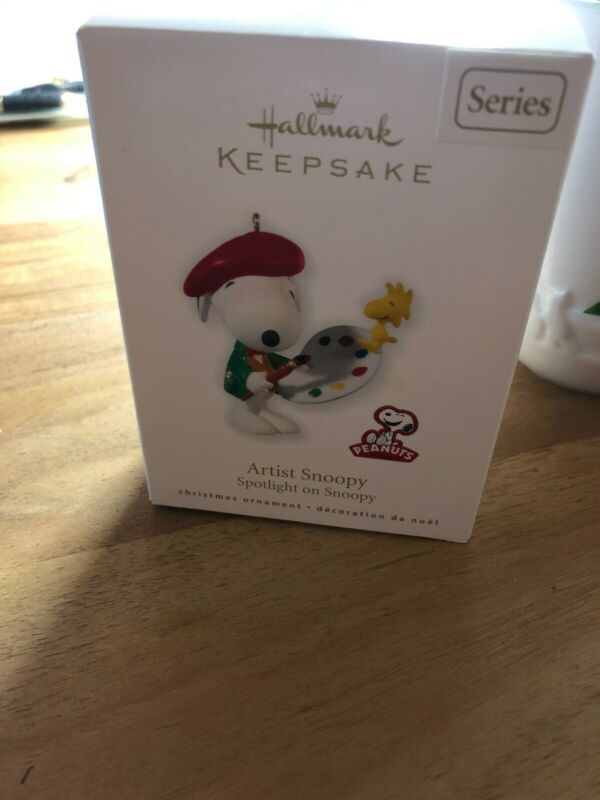 Series
Hallmark
KEEPSAKE
PEANUTS
Artist Snoopy
Spotlight on Snoopy
christmas ornament • décoration de noël